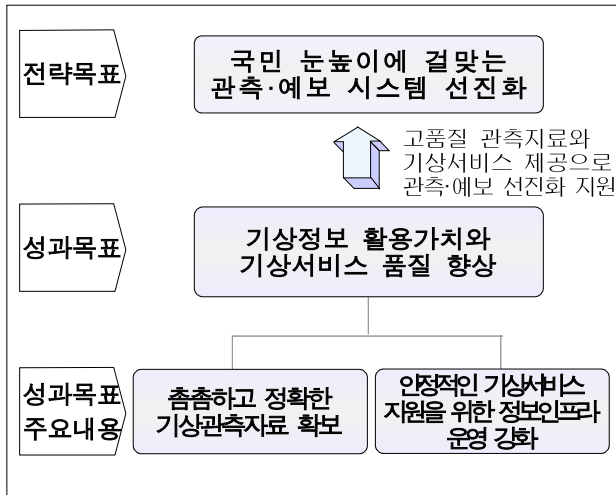 전략목표
국민 눈높이에 걸맞는
관측·예보 시스템 선진화
고품질 관측지료와
기상서비스 제공으로
관측·예보 선진화 지원
성과목표
기상정보 활용가치와
기상서비스 품질 향상
성과목표
주요내용
촘촘하고 정확한
기상관측자료 확보
안정적인 기상서비스
지원을 위한 정보인프라
운영 강화